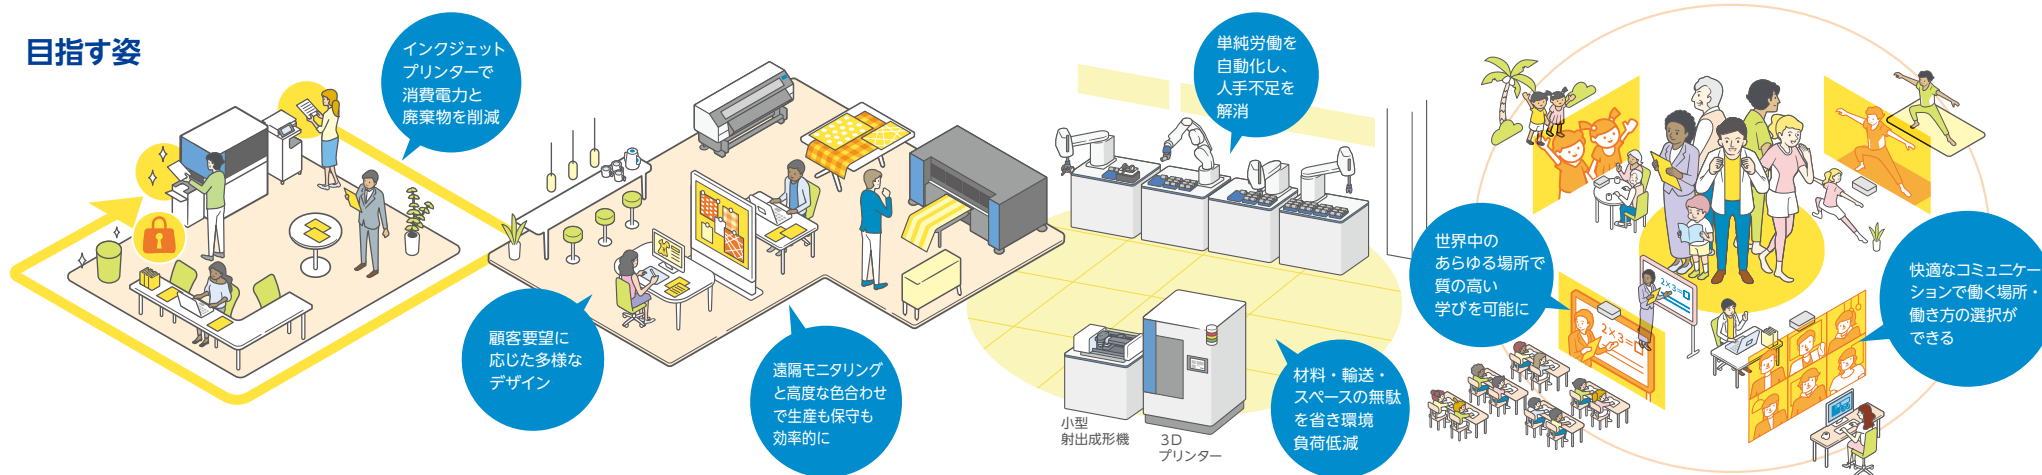 目指す姿
インクジェット
プリンターで
消費電力と
廃棄物を削減
顧客要望に
応じた多様な
デザイン
遠隔モニタリング
と高度な色合わせ
で生産も保守も
効率的に
単純労働を
自動化し、
人手不足を
解消
小型
射出成形機
3D
プリンター
材料・輸送・
スペースの無駄
を省き環境
負荷低減
世界中の
あらゆる場所で
質の高い
学びを可能に
2×3=
2×3=
快適なコミュニケー
ションで働く場所・
働き方の選択が
できる